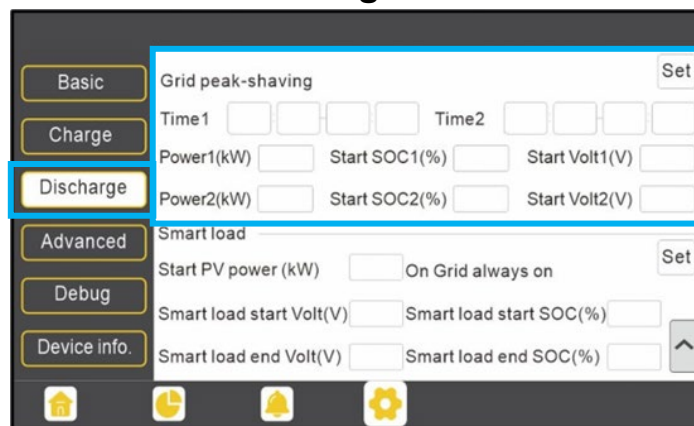 Basic
Charge
Discharge
Advanced
Debug
Device info.
Grid peak-shaving Set
Time1 Time2
Power1(kW) Start SOC1(%) Start Volt1(V)
Power2(kW) Start SOC2(%) Start Volt2(V)
Smart load Set
Start PV power (kW) On Grid always on
Smart load start Volt(V) Smart load start SOC(%)
Smart load end Volt(V) Smart load end SOC(%)